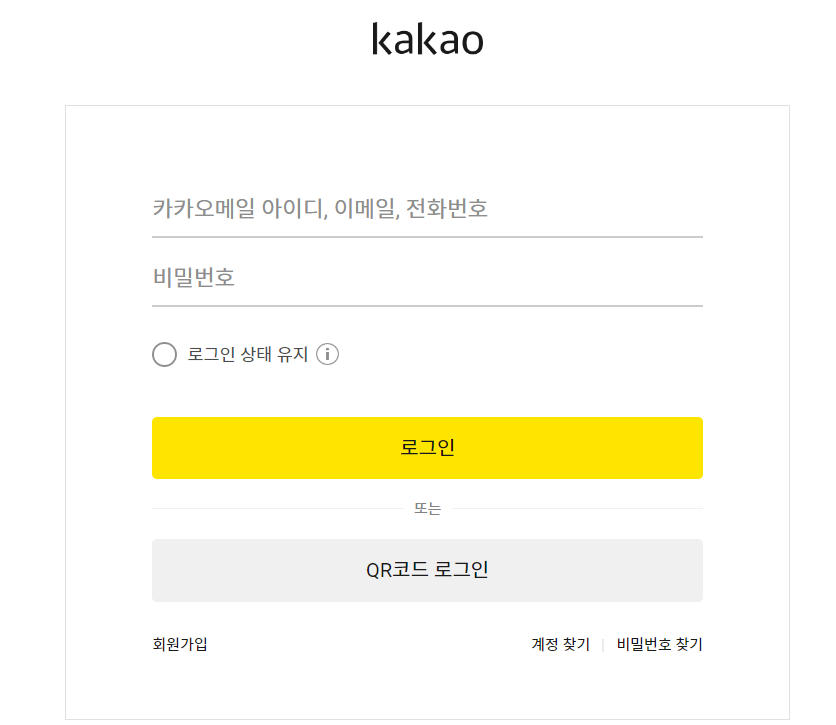 kakao
카카오메일 아이디, 이메일, 전화번호
비밀번호
로그인 상태 유지
로그인
또는
QR코드 로그인
회원가입 계정 찾기 | 비밀번호 찾기